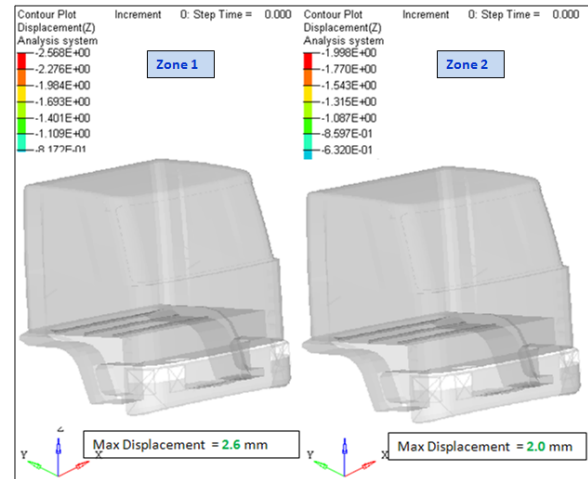 Contour Plot Increment 0: Step Time = 0.000
Displacement(Z)
Analysis system
-2.568E+00
-2.276E+00
-1.984E+00
-1.693E+00
-1.401E+00
-1.109E+00
-8.172E-01
Zone 1
Z
Y
X
Max Displacement = 2.6 mm
Contour Plot Increment 0: Step Time = 0.000
Displacement(Z)
Analysis system
-1.998E+00
-1.770E+00
-1.543E+00
-1.315E+00
-1.087E+00
-8.597E-01
-6.320E-01
Zone 2
Y
X
Max Displacement = 2.0 mm